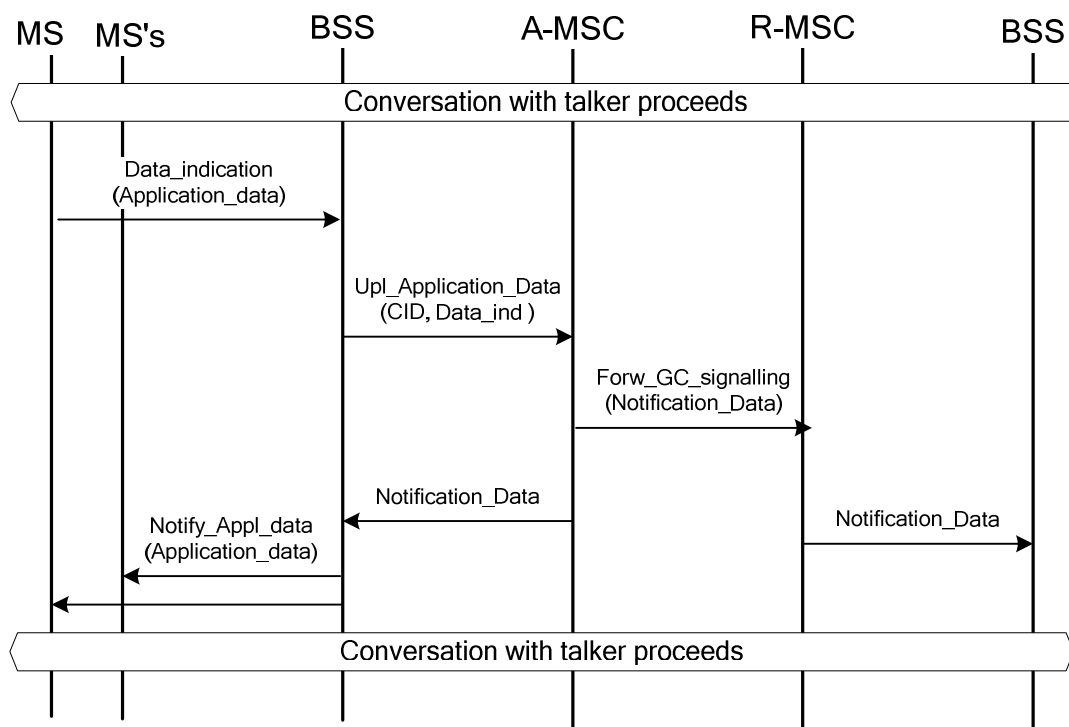 MS
MS's
BSS
A-MSC
R-MSC
BSS
Conversation with talker proceeds
Data_indication
(Application_data)
Upl_Application_Data
(CID, Data_ind )
Forw_GC_signalling
(Notification_Data)
Notification_Data
Notify_Appl_data
(Application_data)
Notification_Data
Conversation with talker proceeds